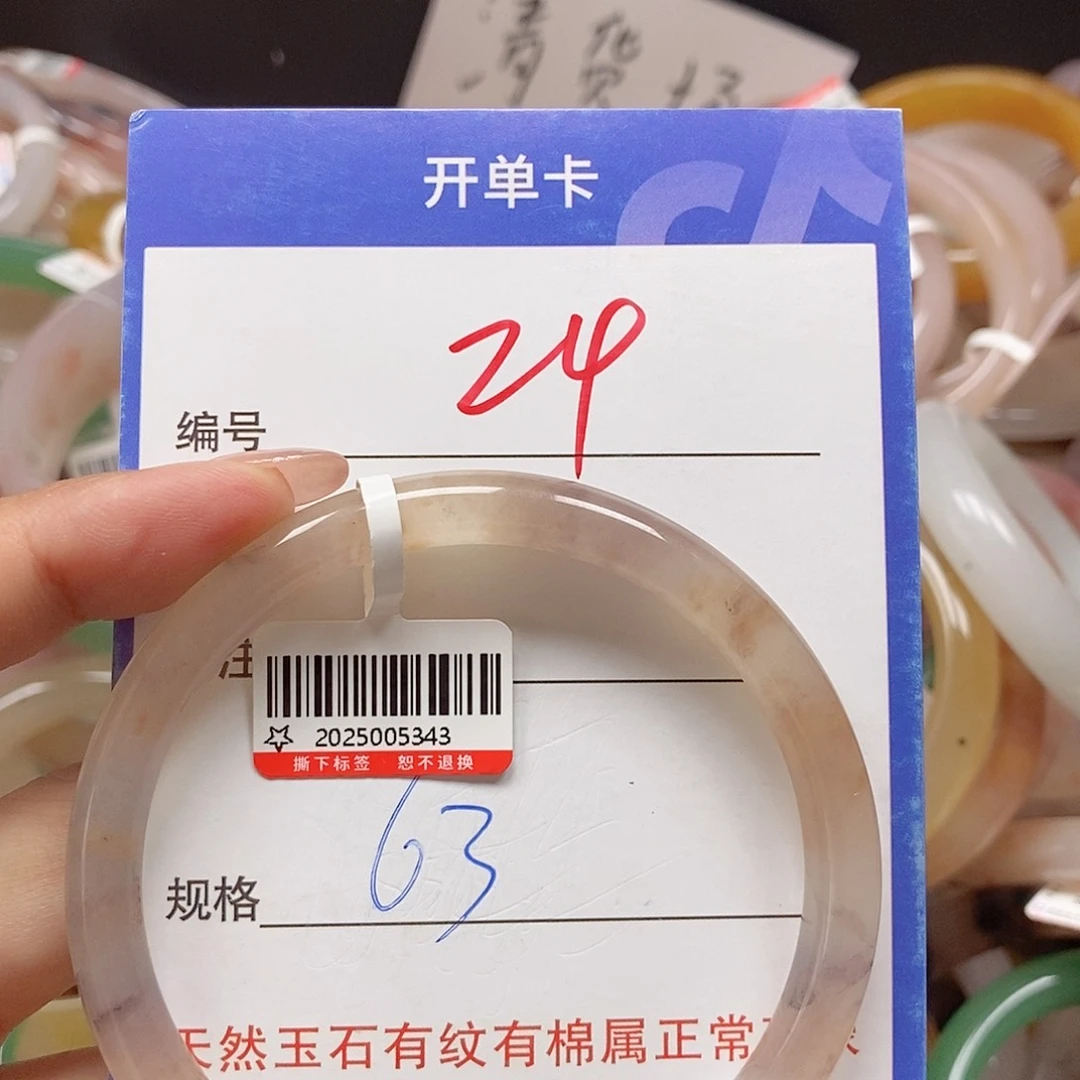 开单卡
24
编号
注
2025005343
撕下标签 恕不退换
63
规格
天然玉石有纹有棉属正常